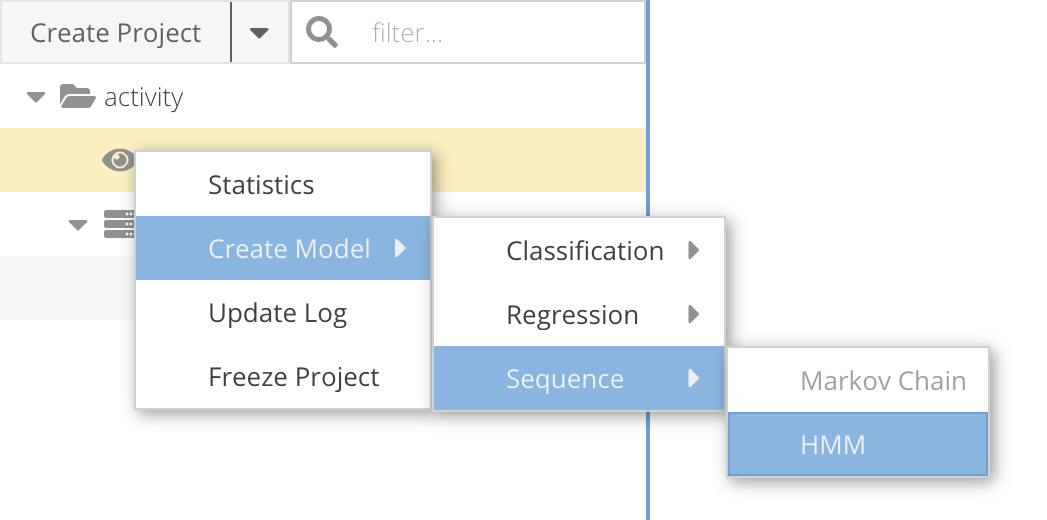 Create Project
filter...
activity
Statistics
Create Model
Update Log
Freeze Project
Classification
Regression
Sequence
Markov Chain
HMM